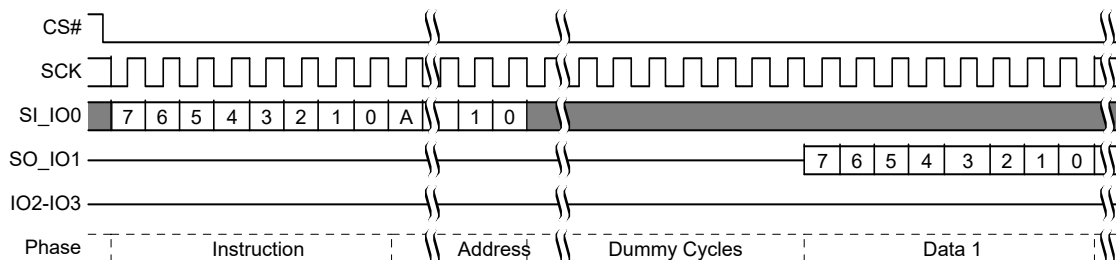 CS#
SCK
SI_IO0 7 6 5 4 3 2 1 0 A 1 0
SO_IO1 7 6 5 4 3 2 1 0
IO2-IO3
Phase Instruction Address Dummy Cycles Data 1